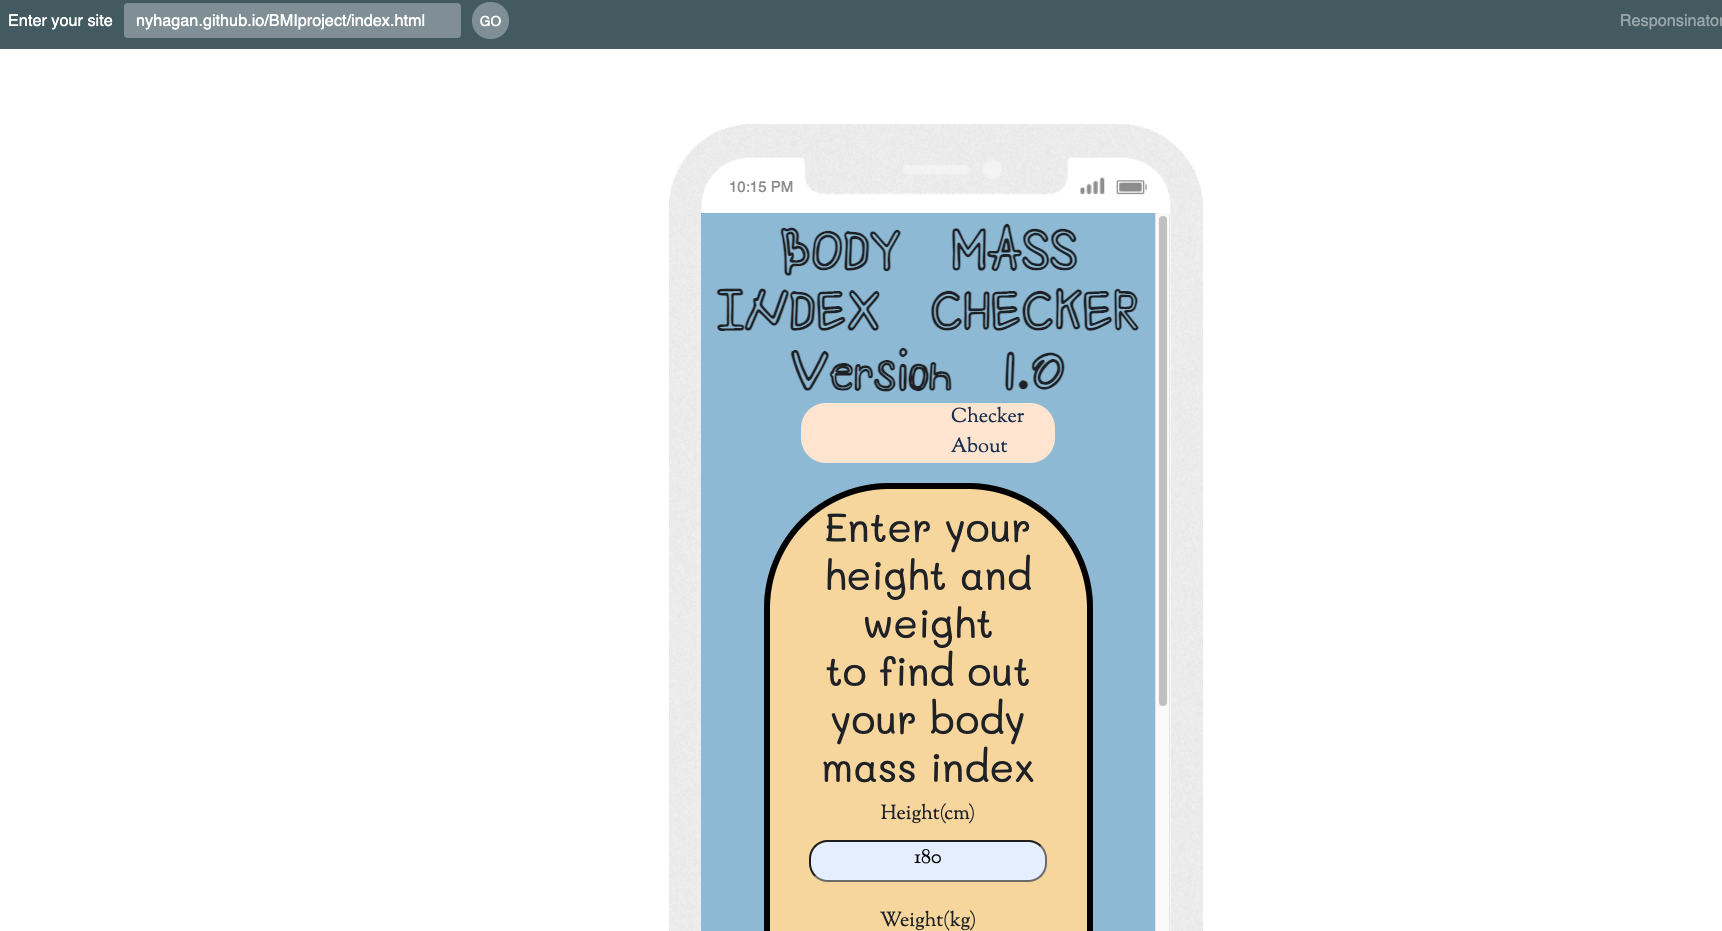 Enter your site nyhagan.github.io/BMIproject/index.html GO Responsinator
10:15 PM
BODY MASS
INDEX CHECKER
Version 1.0
Checker
About
Enter your
height and
weight
to find out
your body
mass index
Height(cm)
180
Weight(kg)